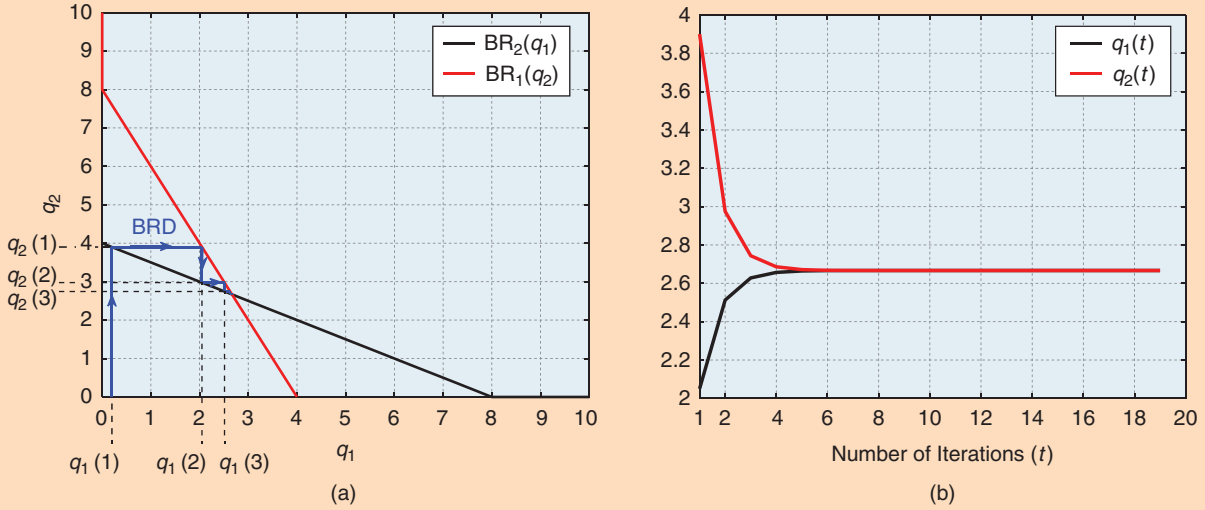 10
9
8
7
6
5
4
3
2
1
0
q2
q2 (1)
q2 (2)
q2 (3)
BRD
BR2(q1)
BR1(q2)
0 1 2 3 4 5 6 7 8 9 10
q1 (1) q1 (2) q1 (3)
q1
(a)
4
3.8
3.6
3.4
3.2
3
2.8
2.6
2.4
2.2
2
q1(t)
q2(t)
1 2 4 6 8 10 12 14 16 18 20
Number of Iterations (t)
(b)